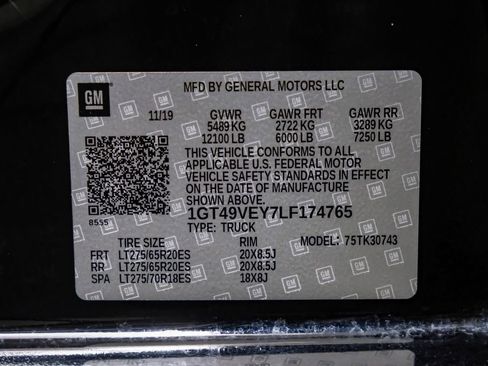 MFD BY GENERAL MOTORS LLC
GM
11/19 GVWR GAWR FRT GAWR RR
5489 KG 2722 KG 3289 KG
12100 LB 6000 LB 7250 LB
THIS VEHICLE CONFORMS TO ALL
APPLICABLE U.S. FEDERAL MOTOR
VEHICLE SAFETY STANDARDS IN EFFECT
ON THE DATE OF MANUFACTURE
SHOWN ABOVE.
8555 1GT49VEY7LF174765
TYPE: TRUCK
TIRE SIZE RIM MODEL: 75TK30743
FRT LT275/65R20ES 20X8.5J
RR LT275/65R20ES 20X8.5J
SPA LT275/70R18ES 18X8J